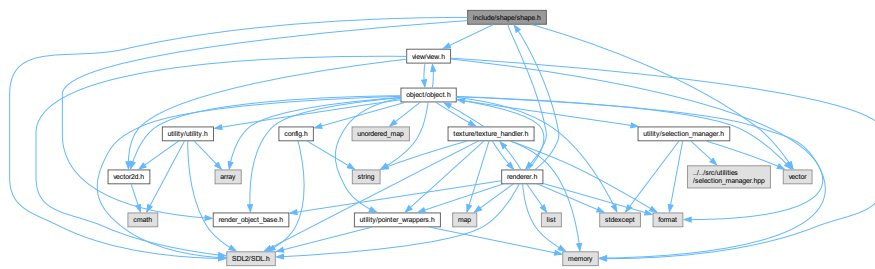 include/shape/shape.h
view/view.h
object/object.h
utility/utility.h
config.h
unordered_map
texture/texture_handler.h
utility/selection_manager.h
vector2d.h
array
string
renderer.h
../../src/utilities
/selection_manager.hpp
vector
cmath
render_object_base.h
utility/pointer_wrappers.h
map
list
stdexcept
format
SDL2/SDL.h
memory